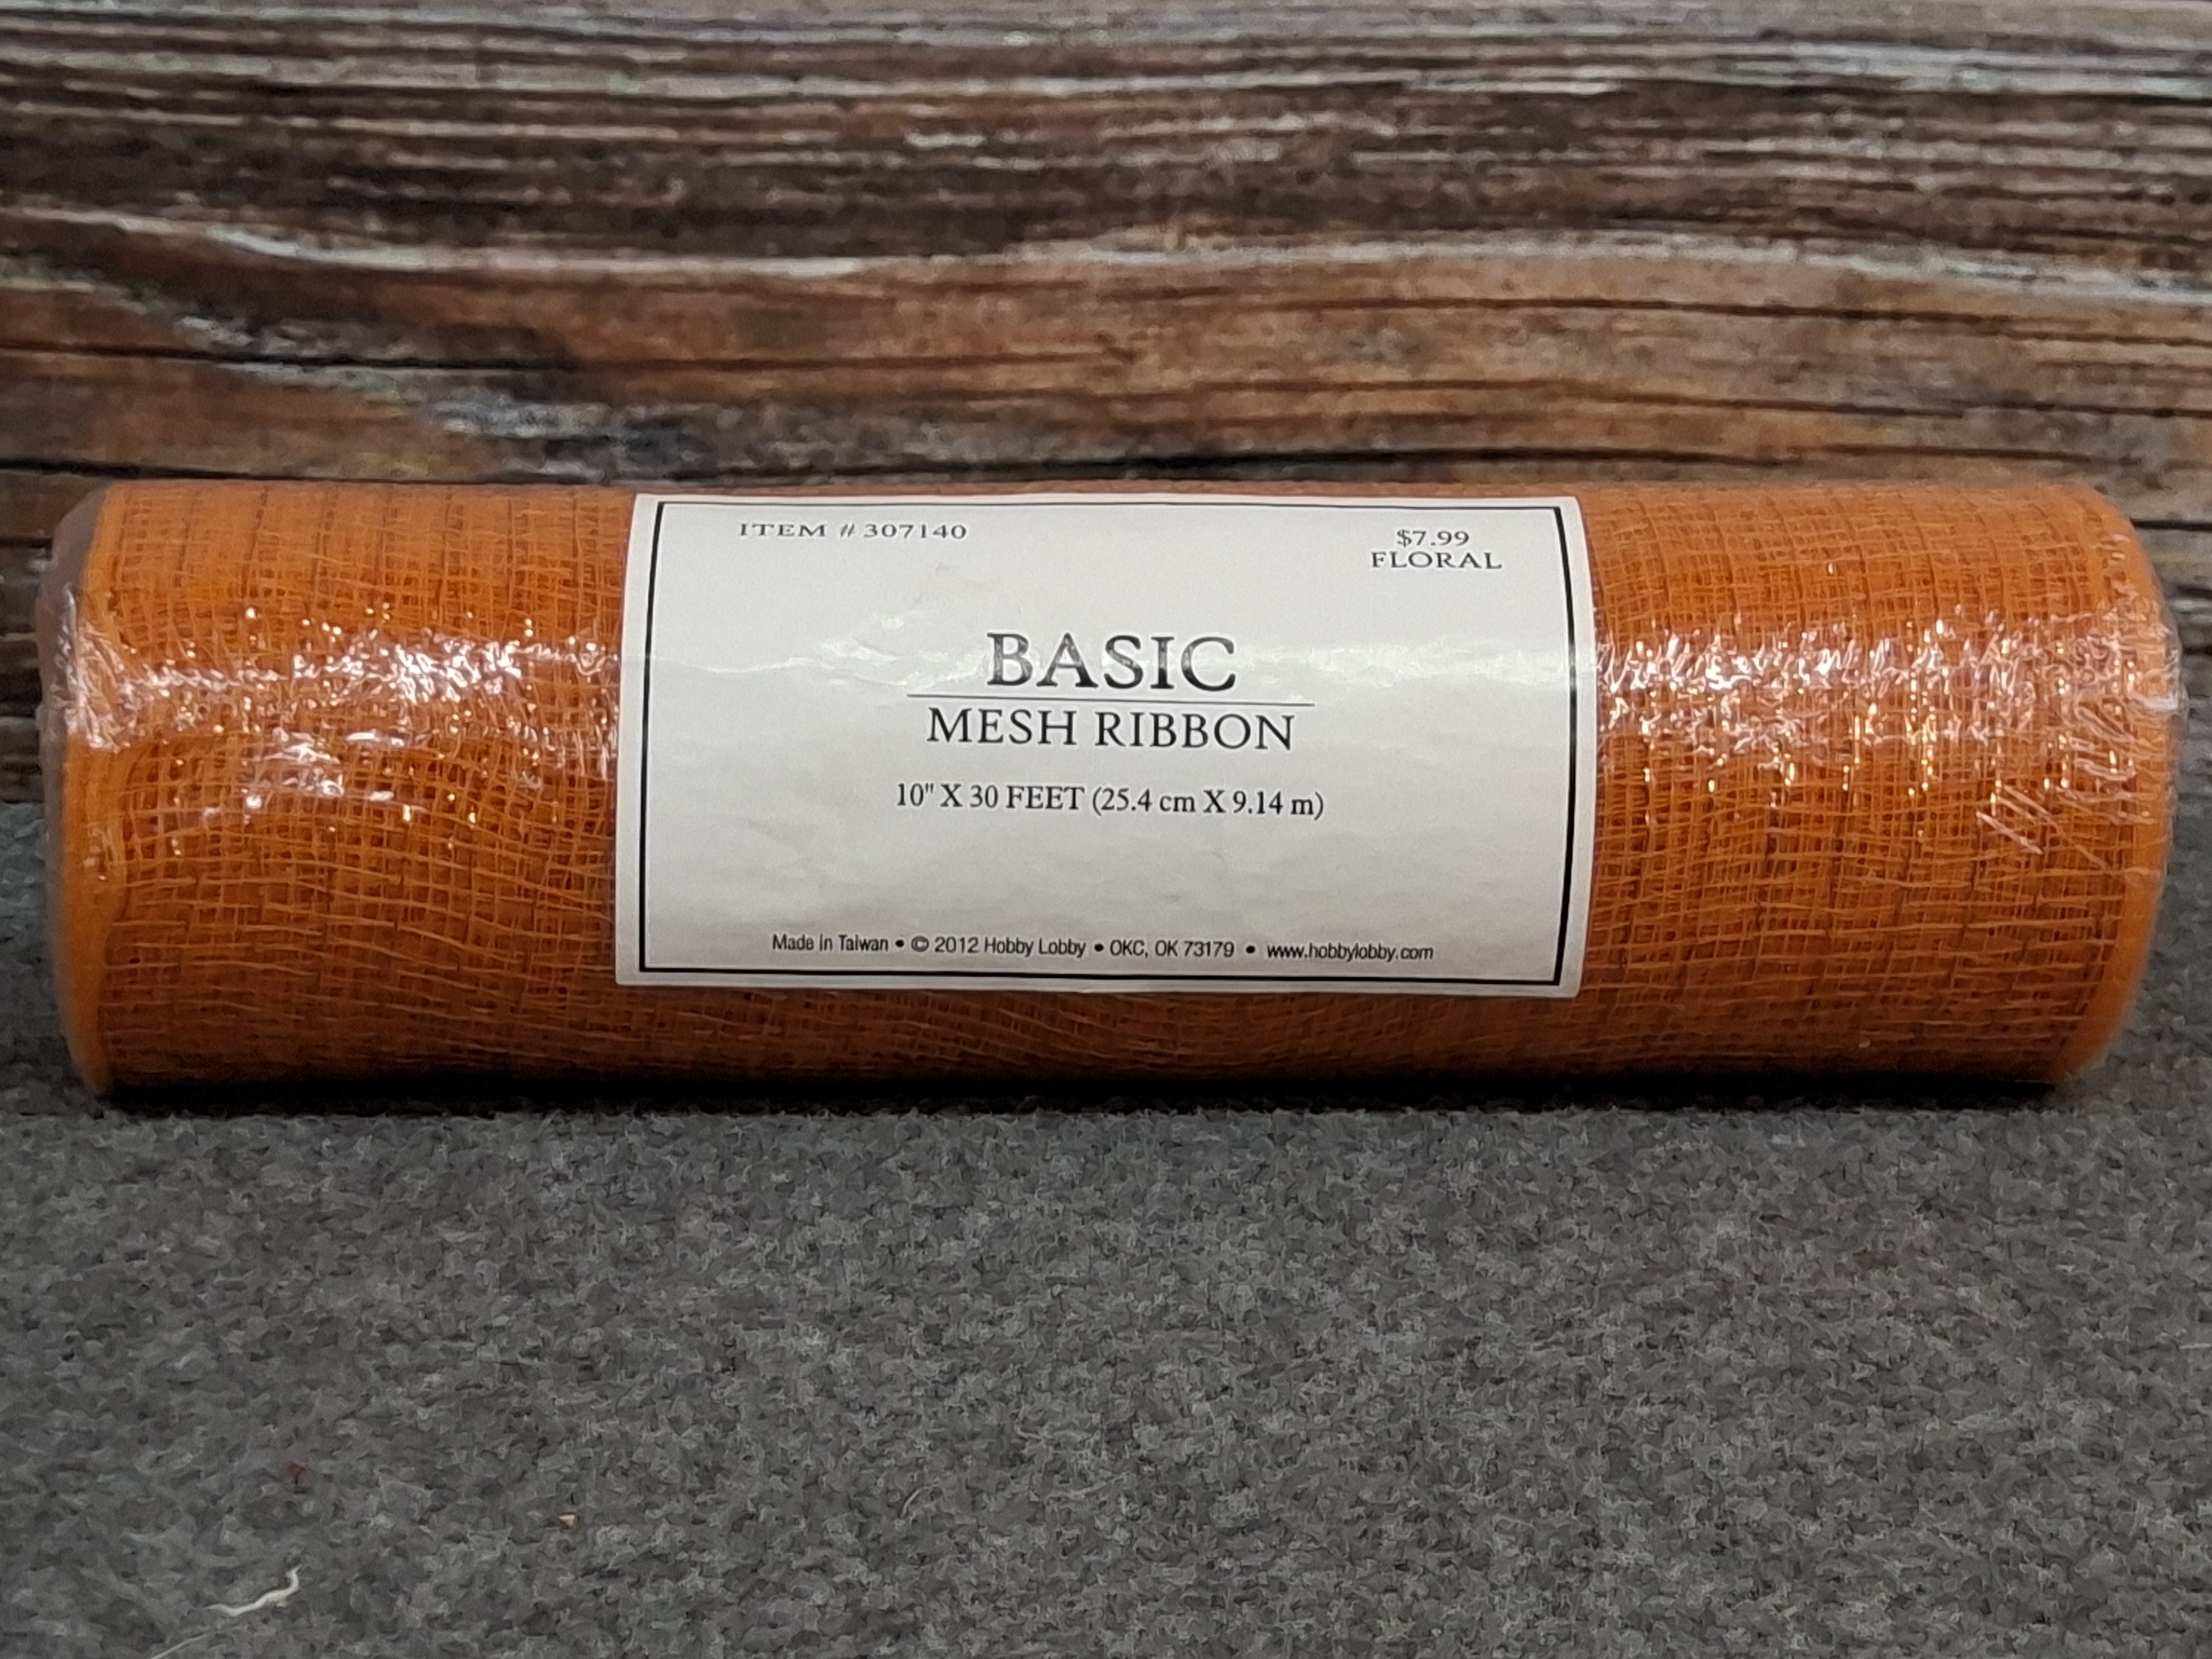 ITEM # 307140
$7.99
FLORAL
BASIC
MESH RIBBON
10" X 30 FEET (25.4 cm X 9.14 m)
Made in Taiwan • © 2012 Hobby Lobby • OKC, OK 73179 • www.hobbylobby.com